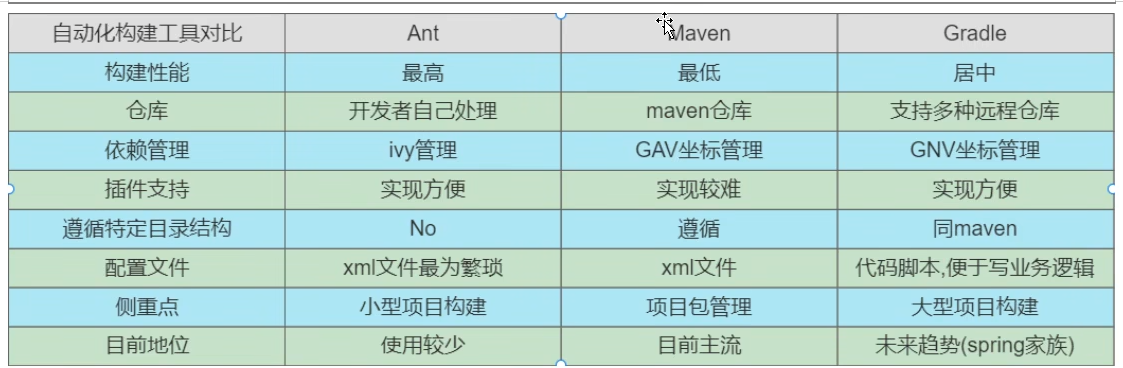 自动化构建工具对比 Ant Maven Gradle
构建性能 最高 最低 居中
仓库 开发者自己处理 maven仓库 支持多种远程仓库
依赖管理 ivy管理 GAV坐标管理 GNV坐标管理
插件支持 实现方便 实现较难 实现方便
遵循特定目录结构 No 遵循 同maven
配置文件 xml文件最为繁琐 xml文件 代码脚本,便于写业务逻辑
侧重点 小型项目构建 项目包管理 大型项目构建
目前地位 使用较少 目前主流 未来趋势(spring家族)